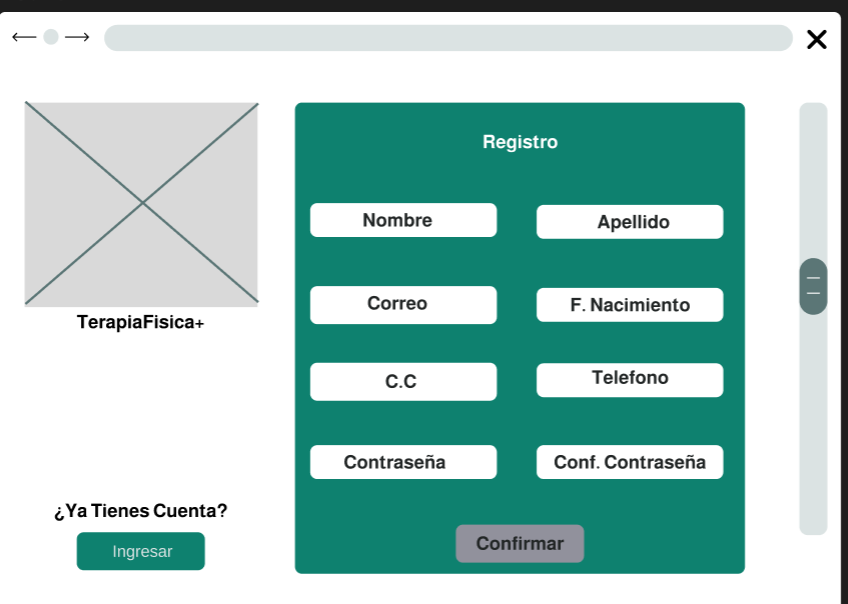 TerapiaFisica+
¿Ya Tienes Cuenta?
Ingresar
Registro
Nombre
Apellido
Correo
F. Nacimiento
C.C
Telefono
Contraseña
Conf. Contraseña
Confirmar